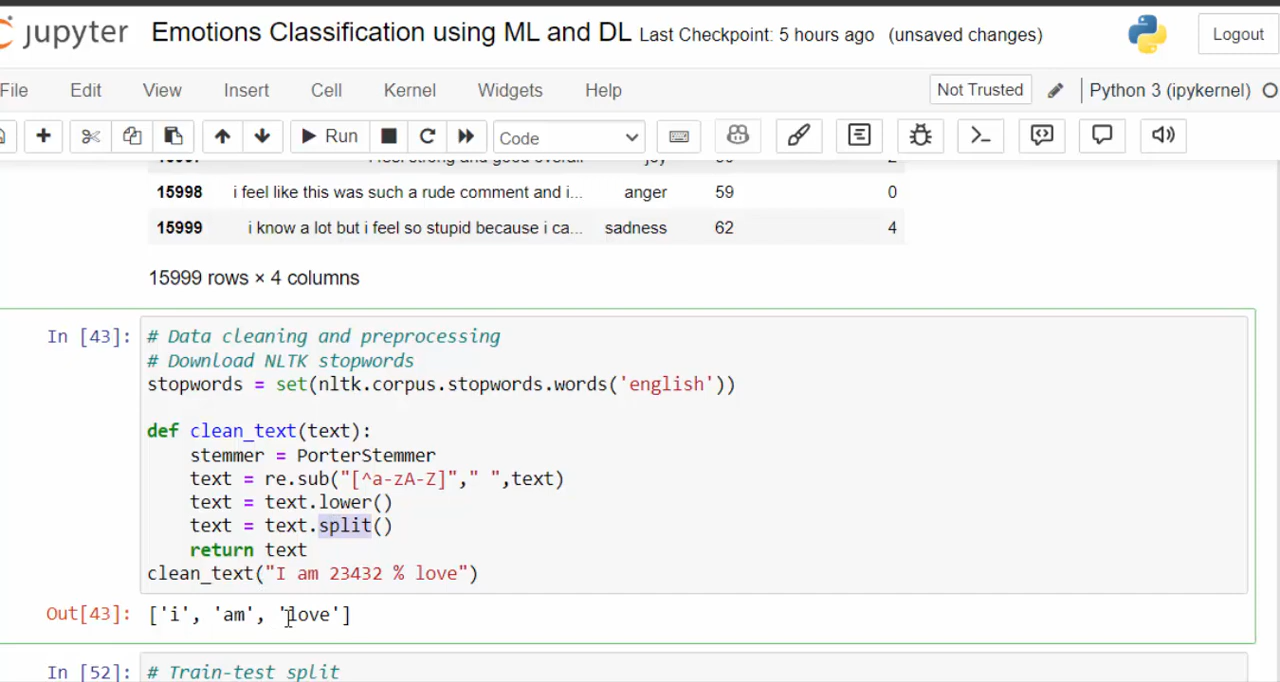 jupyter Emotions Classification using ML and DL Last Checkpoint: 5 hours ago (unsaved changes) Logout
File Edit View Insert Cell Kernel Widgets Help Not Trusted Python 3 (ipykernel)
Run Code
15998 i feel like this was such a rude comment and i... anger 59 0
15999 i know a lot but i feel so stupid because i ca... sadness 62 4
15999 rows × 4 columns
In [43]: # Data cleaning and preprocessing
# Download NLTK stopwords
stopwords = set(nltk.corpus.stopwords.words('english'))
def clean_text(text):
stemmer = PorterStemmer
text = re.sub("[^a-zA-Z]"," ",text)
text = text.lower()
text = text.split()
return text
clean_text("I am 23432 % love")
Out[43]: ['i', 'am', 'love']
In [52]: # Train-test split